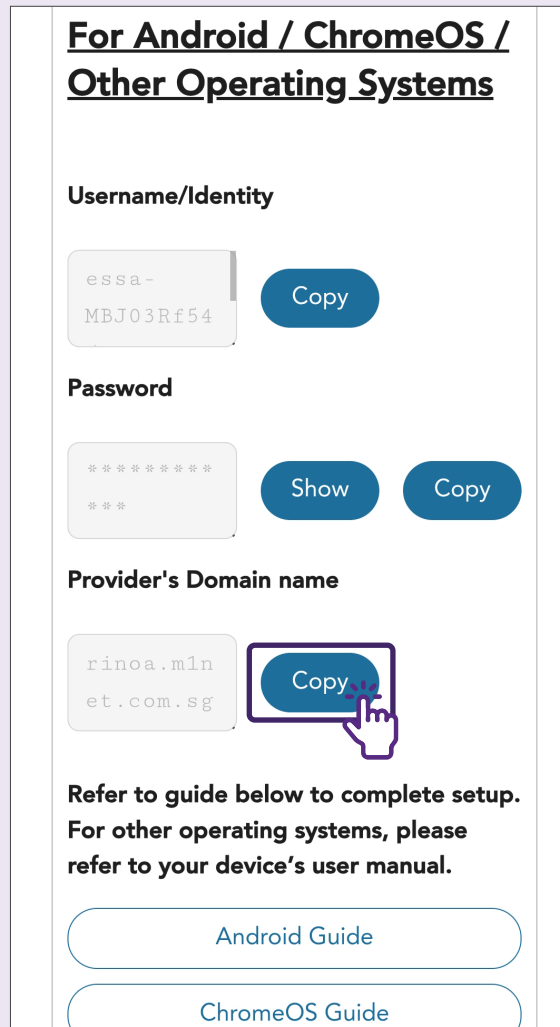 For Android / ChromeOS /
Other Operating Systems
Username/Identity
essa-
MBJ03Rf54
Copy
Password
*********
***
Show
Copy
Provider's Domain name
rinoa.m1n
et.com.sg
Copy
Refer to guide below to complete setup.
For other operating systems, please
refer to your device’s user manual.
Android Guide
ChromeOS Guide